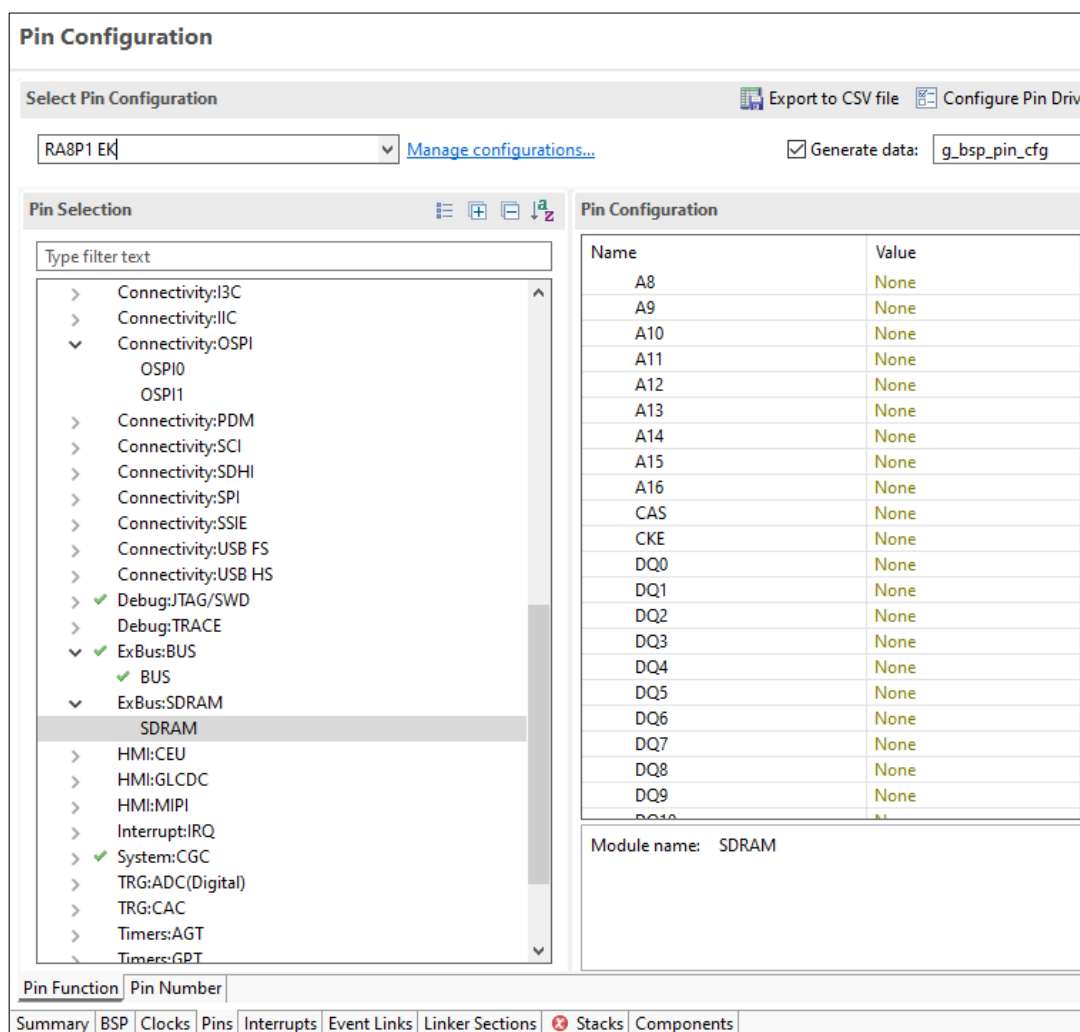 Pin Configuration
Select Pin Configuration
Export to CSV file
Configure Pin Driv
RA8P1 EK
Manage configurations...
Generate data:
g_bsp_pin_cfg
Pin Selection
Type filter text
Connectivity:I3C
Connectivity:IIC
Connectivity:OSPI
OSPI0
OSPI1
Connectivity:PDM
Connectivity:SCI
Connectivity:SDHI
Connectivity:SPI
Connectivity:SSIE
Connectivity:USB FS
Connectivity:USB HS
Debug:JTAG/SWD
Debug:TRACE
ExBus:BUS
BUS
ExBus:SDRAM
SDRAM
HMI:CEU
HMI:GLCDC
HMI:MIPI
Interrupt:IRQ
System:CGC
TRG:ADC(Digital)
TRG:CAC
Timers:AGT
Timers:GPT
Pin Configuration
Name Value
A8 None
A9 None
A10 None
A11 None
A12 None
A13 None
A14 None
A15 None
A16 None
CAS None
CKE None
DQ0 None
DQ1 None
DQ2 None
DQ3 None
DQ4 None
DQ5 None
DQ6 None
DQ7 None
DQ8 None
DQ9 None
Module name: SDRAM
Pin Function Pin Number
Summary BSP Clocks Pins Interrupts Event Links Linker Sections Stacks Components